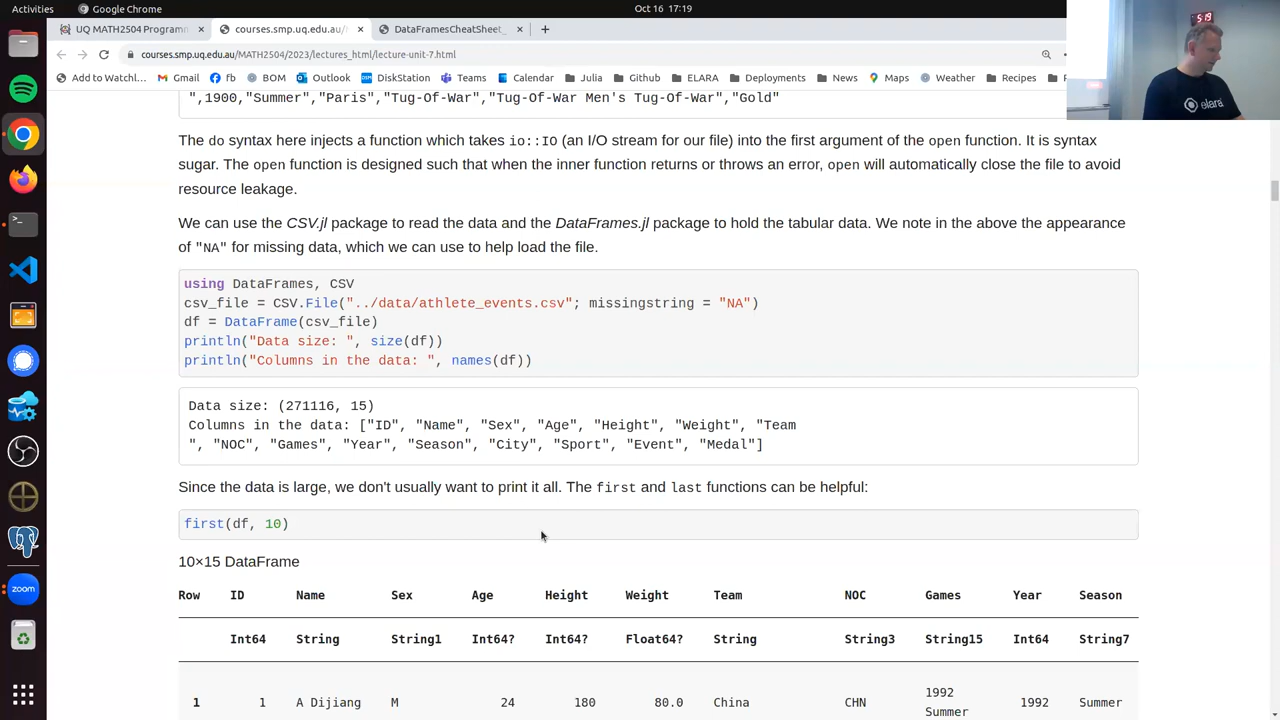 Activities
Google Chrome
Oct 16 17:19
UQ MATH2504 Programm
courses.smp.uq.edu.au/
DataFramesCheatSheet_
courses.smp.uq.edu.au/MATH2504/2023/lectures_html/lecture-unit-7.html
Add to Watchl... Gmail fb BOM Outlook DiskStation Teams Calendar Julia Github ELARA Deployments News Maps Weather Recipes
5:19
elara
",1900,"Summer","Paris","Tug-Of-War","Tug-Of-War Men's Tug-Of-War","Gold"
The do syntax here injects a function which takes io::IO (an I/O stream for our file) into the first argument of the open function. It is syntax
sugar. The open function is designed such that when the inner function returns or throws an error, open will automatically close the file to avoid
resource leakage.
We can use the CSV.jl package to read the data and the DataFrames.jl package to hold the tabular data. We note in the above the appearance
of "NA" for missing data, which we can use to help load the file.
using DataFrames, CSV
csv_file = CSV.File("../data/athlete_events.csv"; missingstring = "NA")
df = DataFrame(csv_file)
println("Data size: ", size(df))
println("Columns in the data: ", names(df))
Data size: (271116, 15)
Columns in the data: ["ID", "Name", "Sex", "Age", "Height", "Weight", "Team
", "NOC", "Games", "Year", "Season", "City", "Sport", "Event", "Medal"]
Since the data is large, we don't usually want to print it all. The first and last functions can be helpful:
first(df, 10)
10×15 DataFrame
Row ID Name Sex Age Height Weight Team NOC Games Year Season
Int64 String String1 Int64? Int64? Float64? String String3 String15 Int64 String7
1 1 A Dijiang M 24 180 80.0 China CHN 1992 Summer 1992 Summer
zoom